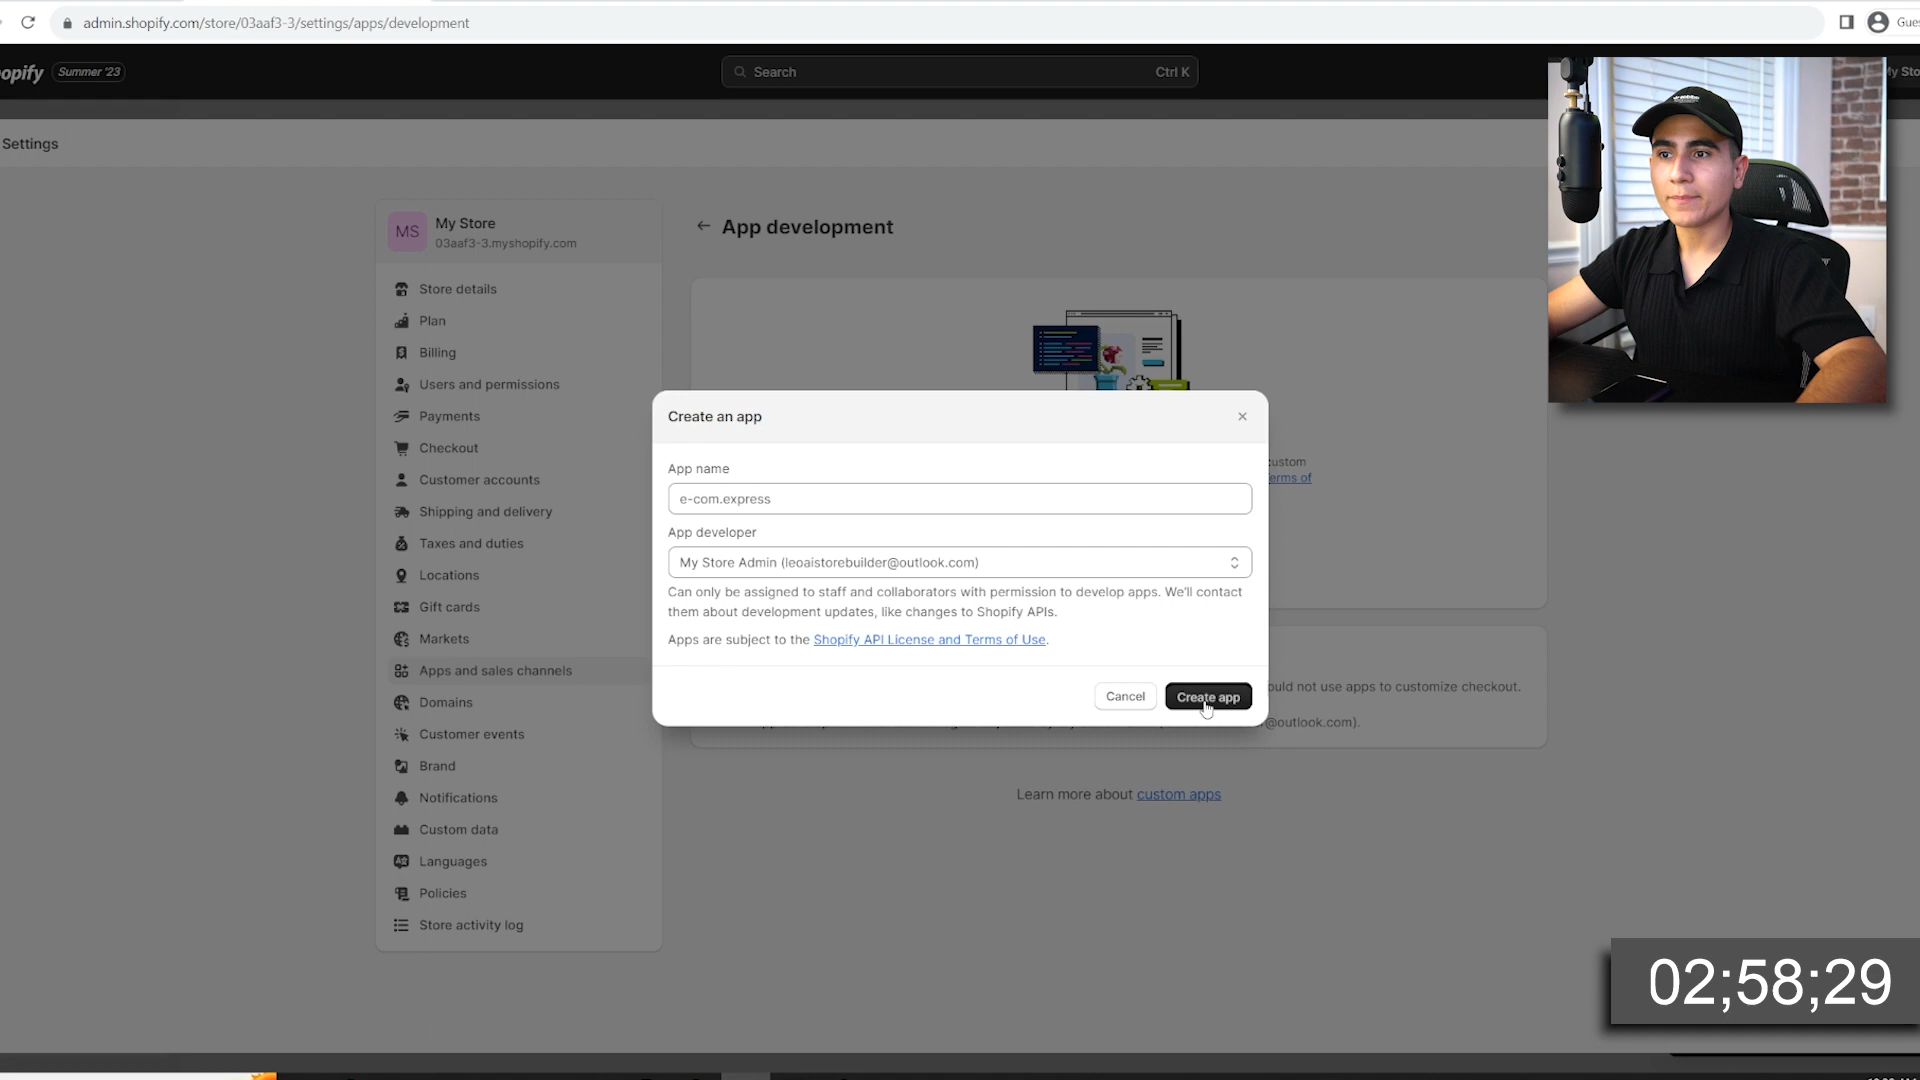 admin.shopify.com/store/03aaf3-3/settings/apps/development
opify
Summer '23
Search
Ctrl K
Settings
MS
My Store
03aaf3-3.myshopify.com
Store details
Plan
Billing
Users and permissions
Payments
Checkout
Customer accounts
Shipping and delivery
Taxes and duties
Locations
Gift cards
Markets
Apps and sales channels
Domains
Customer events
Brand
Notifications
Custom data
Languages
Policies
Store activity log
← App development
custom
erms of
Create an app
App name
e-com.express
App developer
My Store Admin (leoaistorebuilder@outlook.com)
Can only be assigned to staff and collaborators with permission to develop apps. We'll contact
them about development updates, like changes to Shopify APIs.
Apps are subject to the Shopify API License and Terms of Use.
Cancel
Create app
ould not use apps to customize checkout.
@outlook.com).
Learn more about custom apps
02;58;29